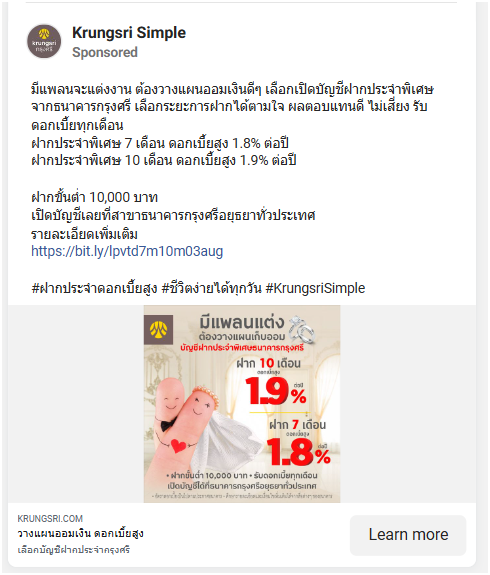 Krungsri Simple
Sponsored
krungsri
กรุงศรี
มีแพลนจะแต่งงาน ต้องวางแผนออมเงินดีๆ เลือกเปิดบัญชีฝากประจำพิเศษ
จากธนาคารกรุงศรี เลือกระยะการฝากได้ตามใจ ผลตอบแทนดี ไม่เสี่ยง รับ
ดอกเบี้ยทุกเดือน
ฝากประจำพิเศษ 7 เดือน ดอกเบี้ยสูง 1.8% ต่อปี
ฝากประจำพิเศษ 10 เดือน ดอกเบี้ยสูง 1.9% ต่อปี
ฝากขั้นต่ำ 10,000 บาท
เปิดบัญชีเลยที่สาขาธนาคารกรุงศรีอยุธยาทั่วประเทศ
รายละเอียดเพิ่มเติม
https://bit.ly/lpvtd7m10m03aug
#ฝากประจำดอกเบี้ยสูง #ชีวิตง่ายได้ทุกวัน #KrungsriSimple
มีแพลนแต่ง
ต้องวางแผนเก็บออม
บัญชีฝากประจำพิเศษธนาคารกรุงศรี
ฝาก 10 เดือน
ดอกเบี้ยสูง
1.9% ต่อปี
ฝาก 7 เดือน
ดอกเบี้ยสูง
1.8% ต่อปี
• ฝากขั้นต่ำ 10,000 บาท • รับดอกเบี้ยทุกเดือน
เปิดบัญชีได้ที่ธนาคารกรุงศรีอยุธยาทั่วประเทศ
KRUNGSRI.COM
วางแผนออมเงิน ดอกเบี้ยสูง
เลือกบัญชีฝากประจำกรุงศรี
Learn more